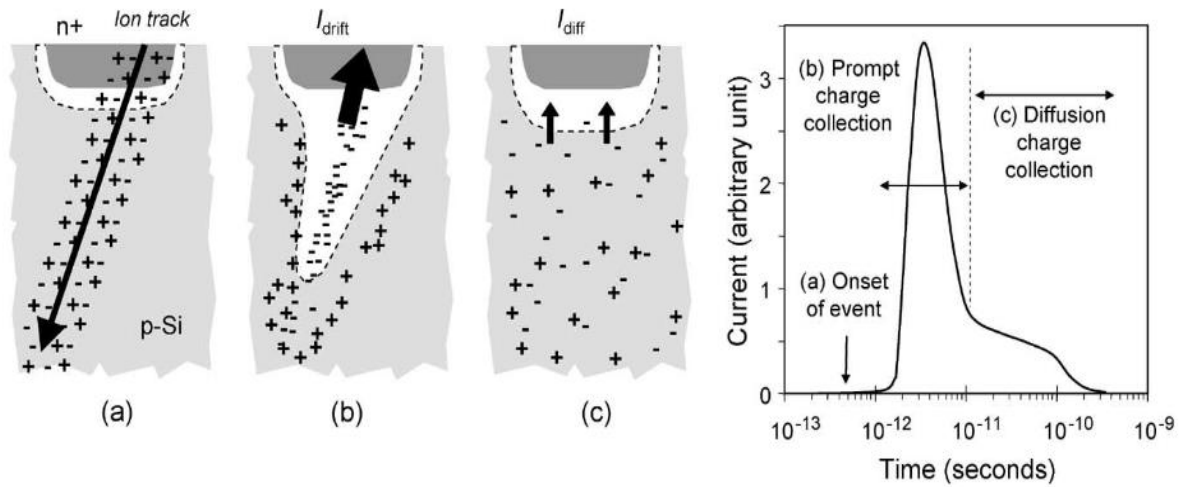 n+
Ion track
p-Si
(a)
I_drift
(b)
I_diff
(c)
Current (arbitrary unit)
3
2
1
0
(b) Prompt
charge
collection
(c) Diffusion
charge
collection
(a) Onset
of event
10^-13
10^-12
10^-11
10^-10
10^-9
Time (seconds)